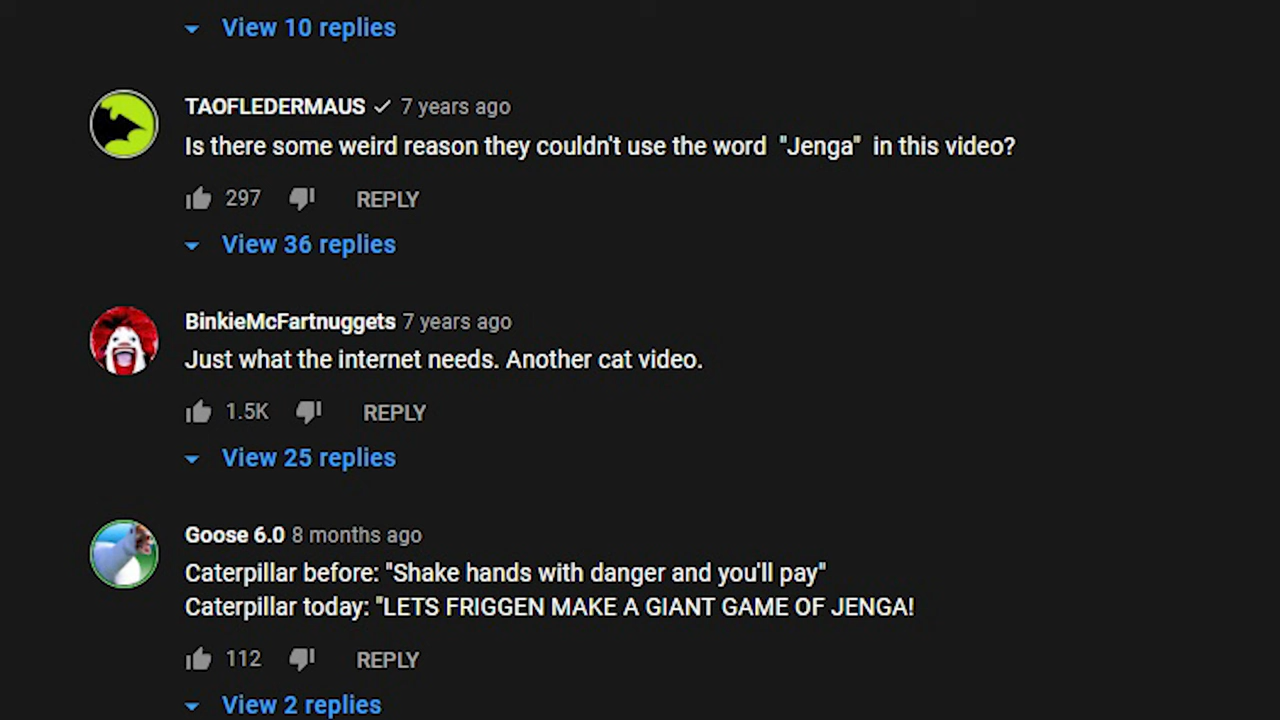 View 10 replies
TAOFLEDERMAUS ✓ 7 years ago
Is there some weird reason they couldn't use the word "Jenga" in this video?
297 REPLY
View 36 replies
BinkieMcFartnuggets 7 years ago
Just what the internet needs. Another cat video.
1.5K REPLY
View 25 replies
Goose 6.0 8 months ago
Caterpillar before: "Shake hands with danger and you'll pay"
Caterpillar today: "LETS FRIGGEN MAKE A GIANT GAME OF JENGA!
112 REPLY
View 2 replies